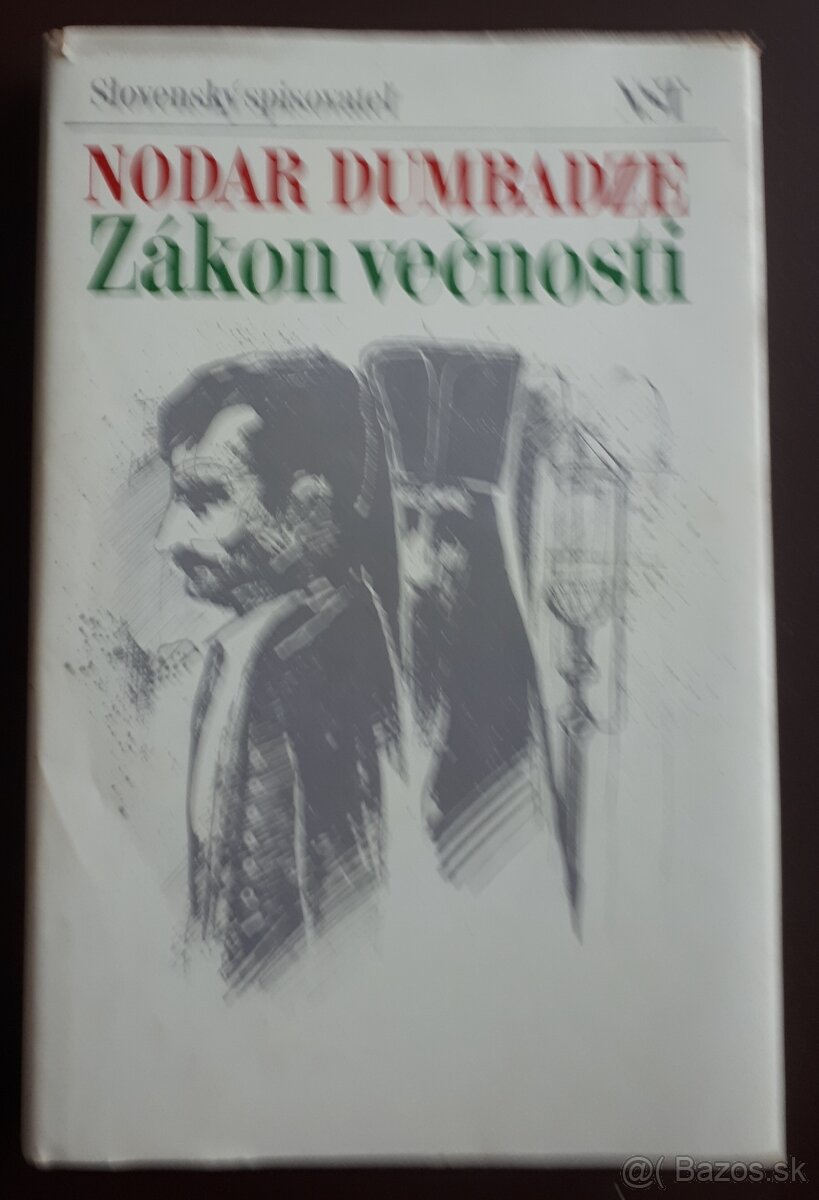 Slovenský spisovateľ
NODAR DUMBADZE
Zákon večnosti
@( Bazos.sk